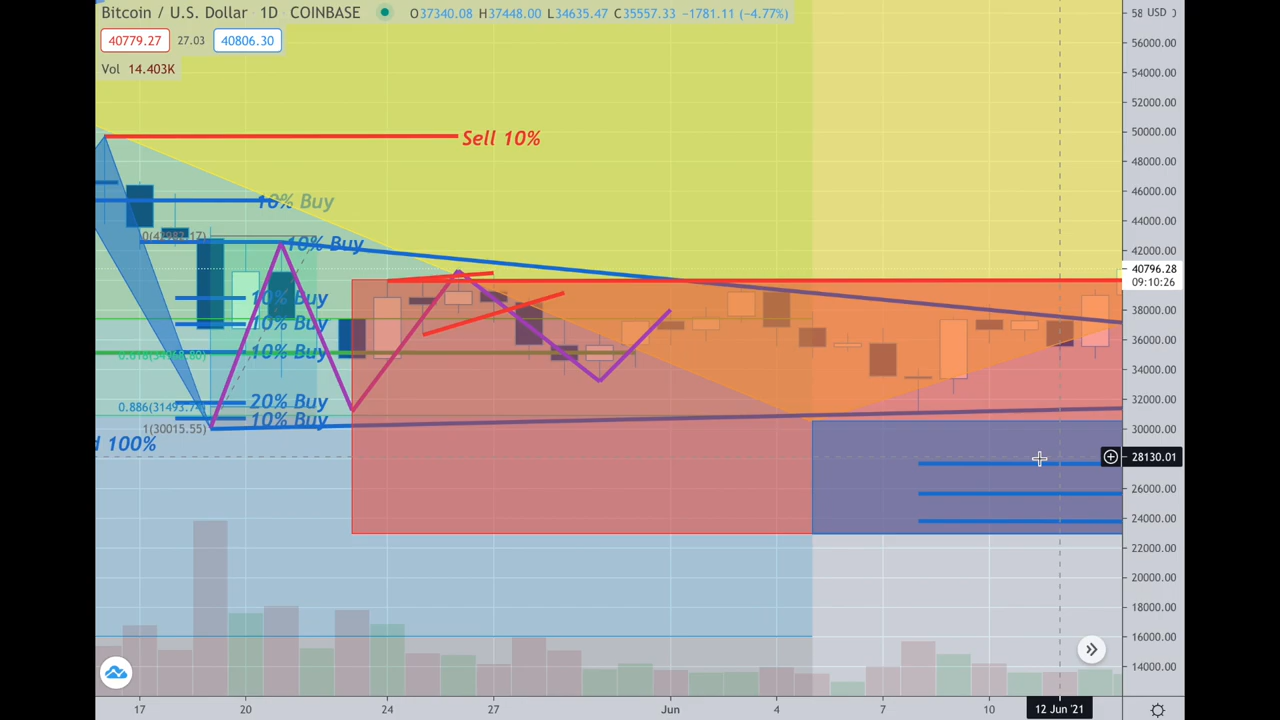 Bitcoin / U.S. Dollar 1D COINBASE O37340.08 H37448.00 L34635.47 C35557.33 −1781.11 (−4.77%)
58 USD
40779.27 27.03 40806.30
56000.00
Vol 14.403K
54000.00
52000.00
50000.00
Sell 10%
48000.00
46000.00
10% Buy
44000.00
0(42982.17)
10% Buy
42000.00
40796.28
09:10:26
10% Buy
38000.00
10% Buy
36000.00
10% Buy
34000.00
20% Buy
0.886(31493.74)
32000.00
10% Buy
1(30015.55)
30000.00
100%
28130.01
26000.00
24000.00
22000.00
20000.00
18000.00
16000.00
14000.00
17 20 24 27 Jun 4 7 10 12 Jun '21